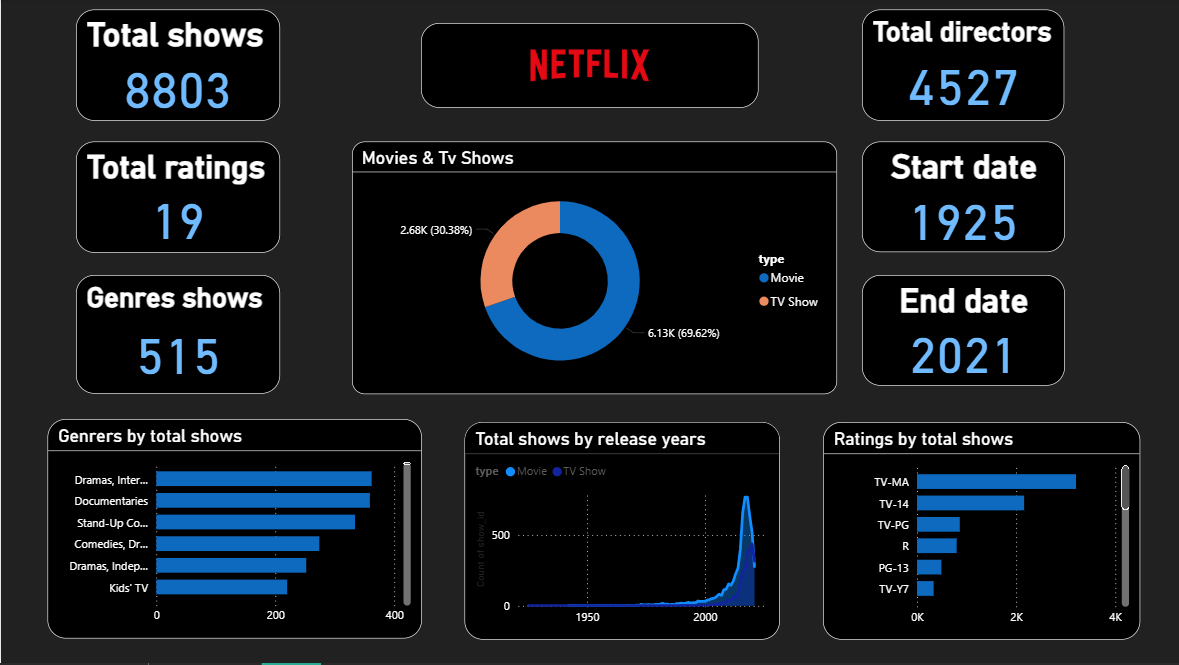 Total shows
8803
NETFLIX
Total directors
4527
Total ratings
19
Movies & Tv Shows
2.68K (30.38%)
6.13K (69.62%)
type
Movie
TV Show
Start date
1925
Genres shows
515
End date
2021
Genrers by total shows
Dramas, Inter...
Documentaries
Stand-Up Co...
Comedies, Dr...
Dramas, Indep...
Kids' TV
0 200 400
Total shows by release years
type Movie TV Show
Count of show_id
500
0
1950 2000
Ratings by total shows
TV-MA
TV-14
TV-PG
R
PG-13
TV-Y7
0K 2K 4K